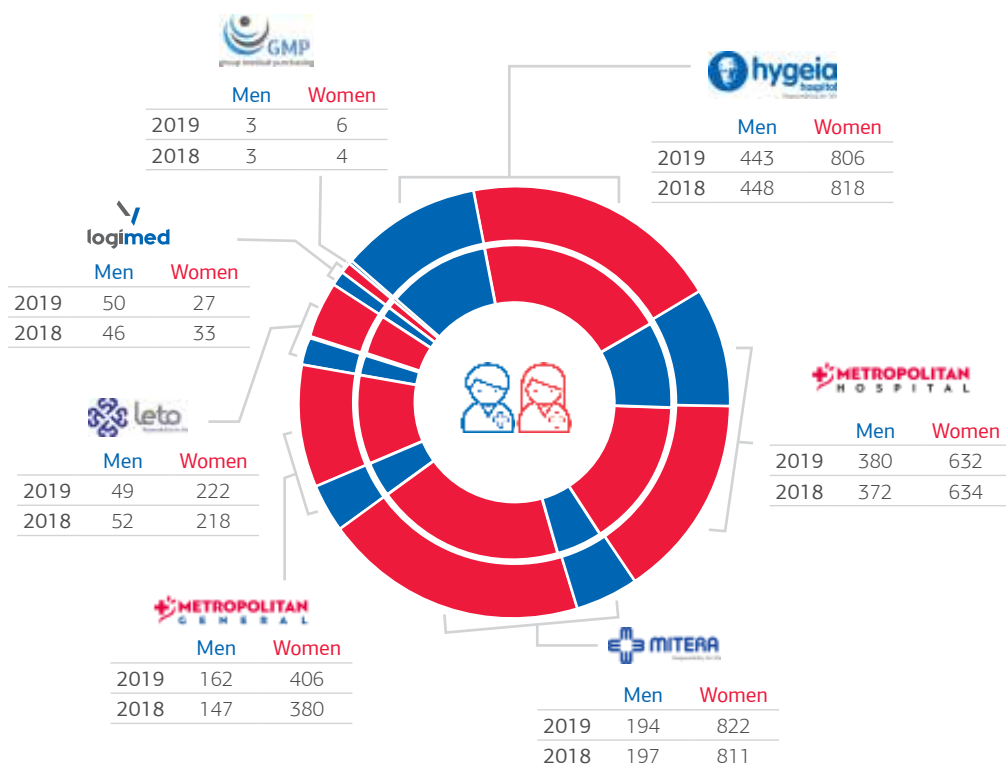 GMP
group medical purchasing
Men Women
2019 3 6
2018 3 4
hygeia
hospital
Men Women
2019 443 806
2018 448 818
logimed
Men Women
2019 50 27
2018 46 33
METROPOLITAN
HOSPITAL
Men Women
2019 380 632
2018 372 634
leto
Men Women
2019 49 222
2018 52 218
METROPOLITAN
GENERAL
Men Women
2019 162 406
2018 147 380
MITERA
Men Women
2019 194 822
2018 197 811